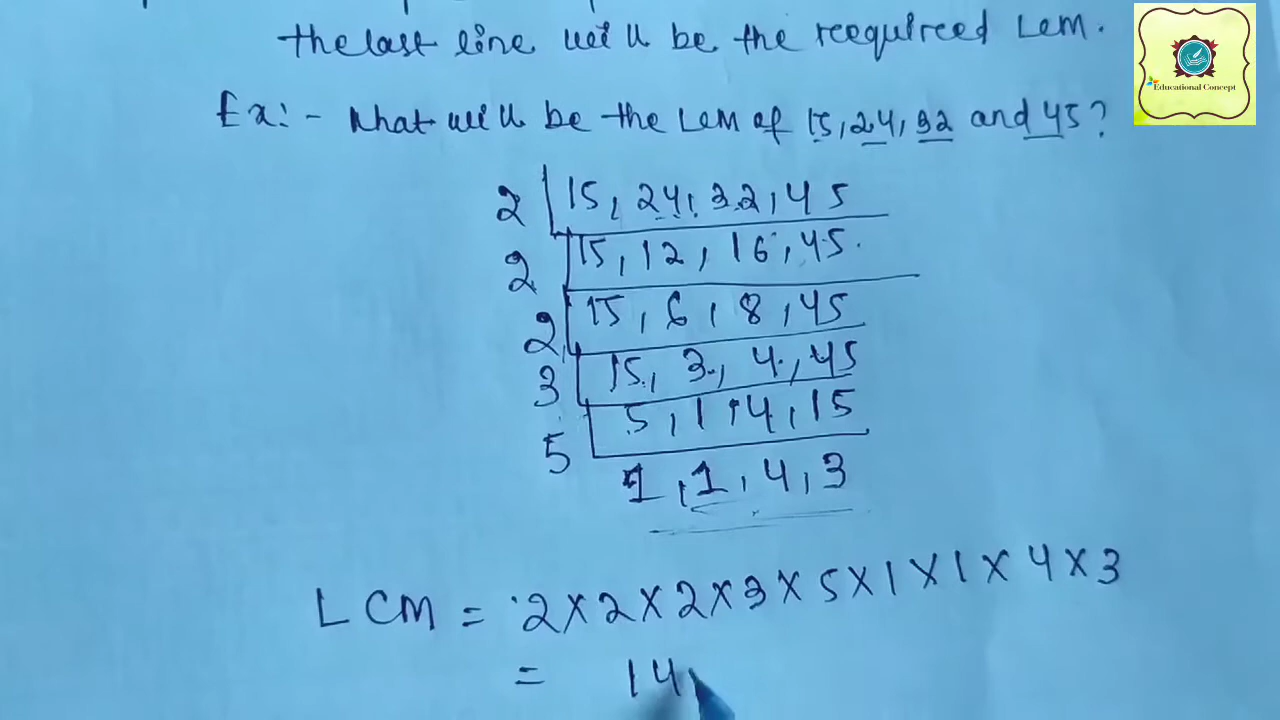 the last line will be the reequireed Lcm.
Educational Concept
Ex:- What will be the Lcm of 15, 24, 32 and 45?
2 | 15, 24, 32, 45
2 | 15, 12, 16, 45
2 | 15, 6, 8, 45
3 | 15, 3, 4, 45
5 | 5, 1, 4, 15
1, 1, 4, 3
LCM = 2 X 2 X 2 X 3 X 5 X 1 X 1 X 4 X 3
= 14